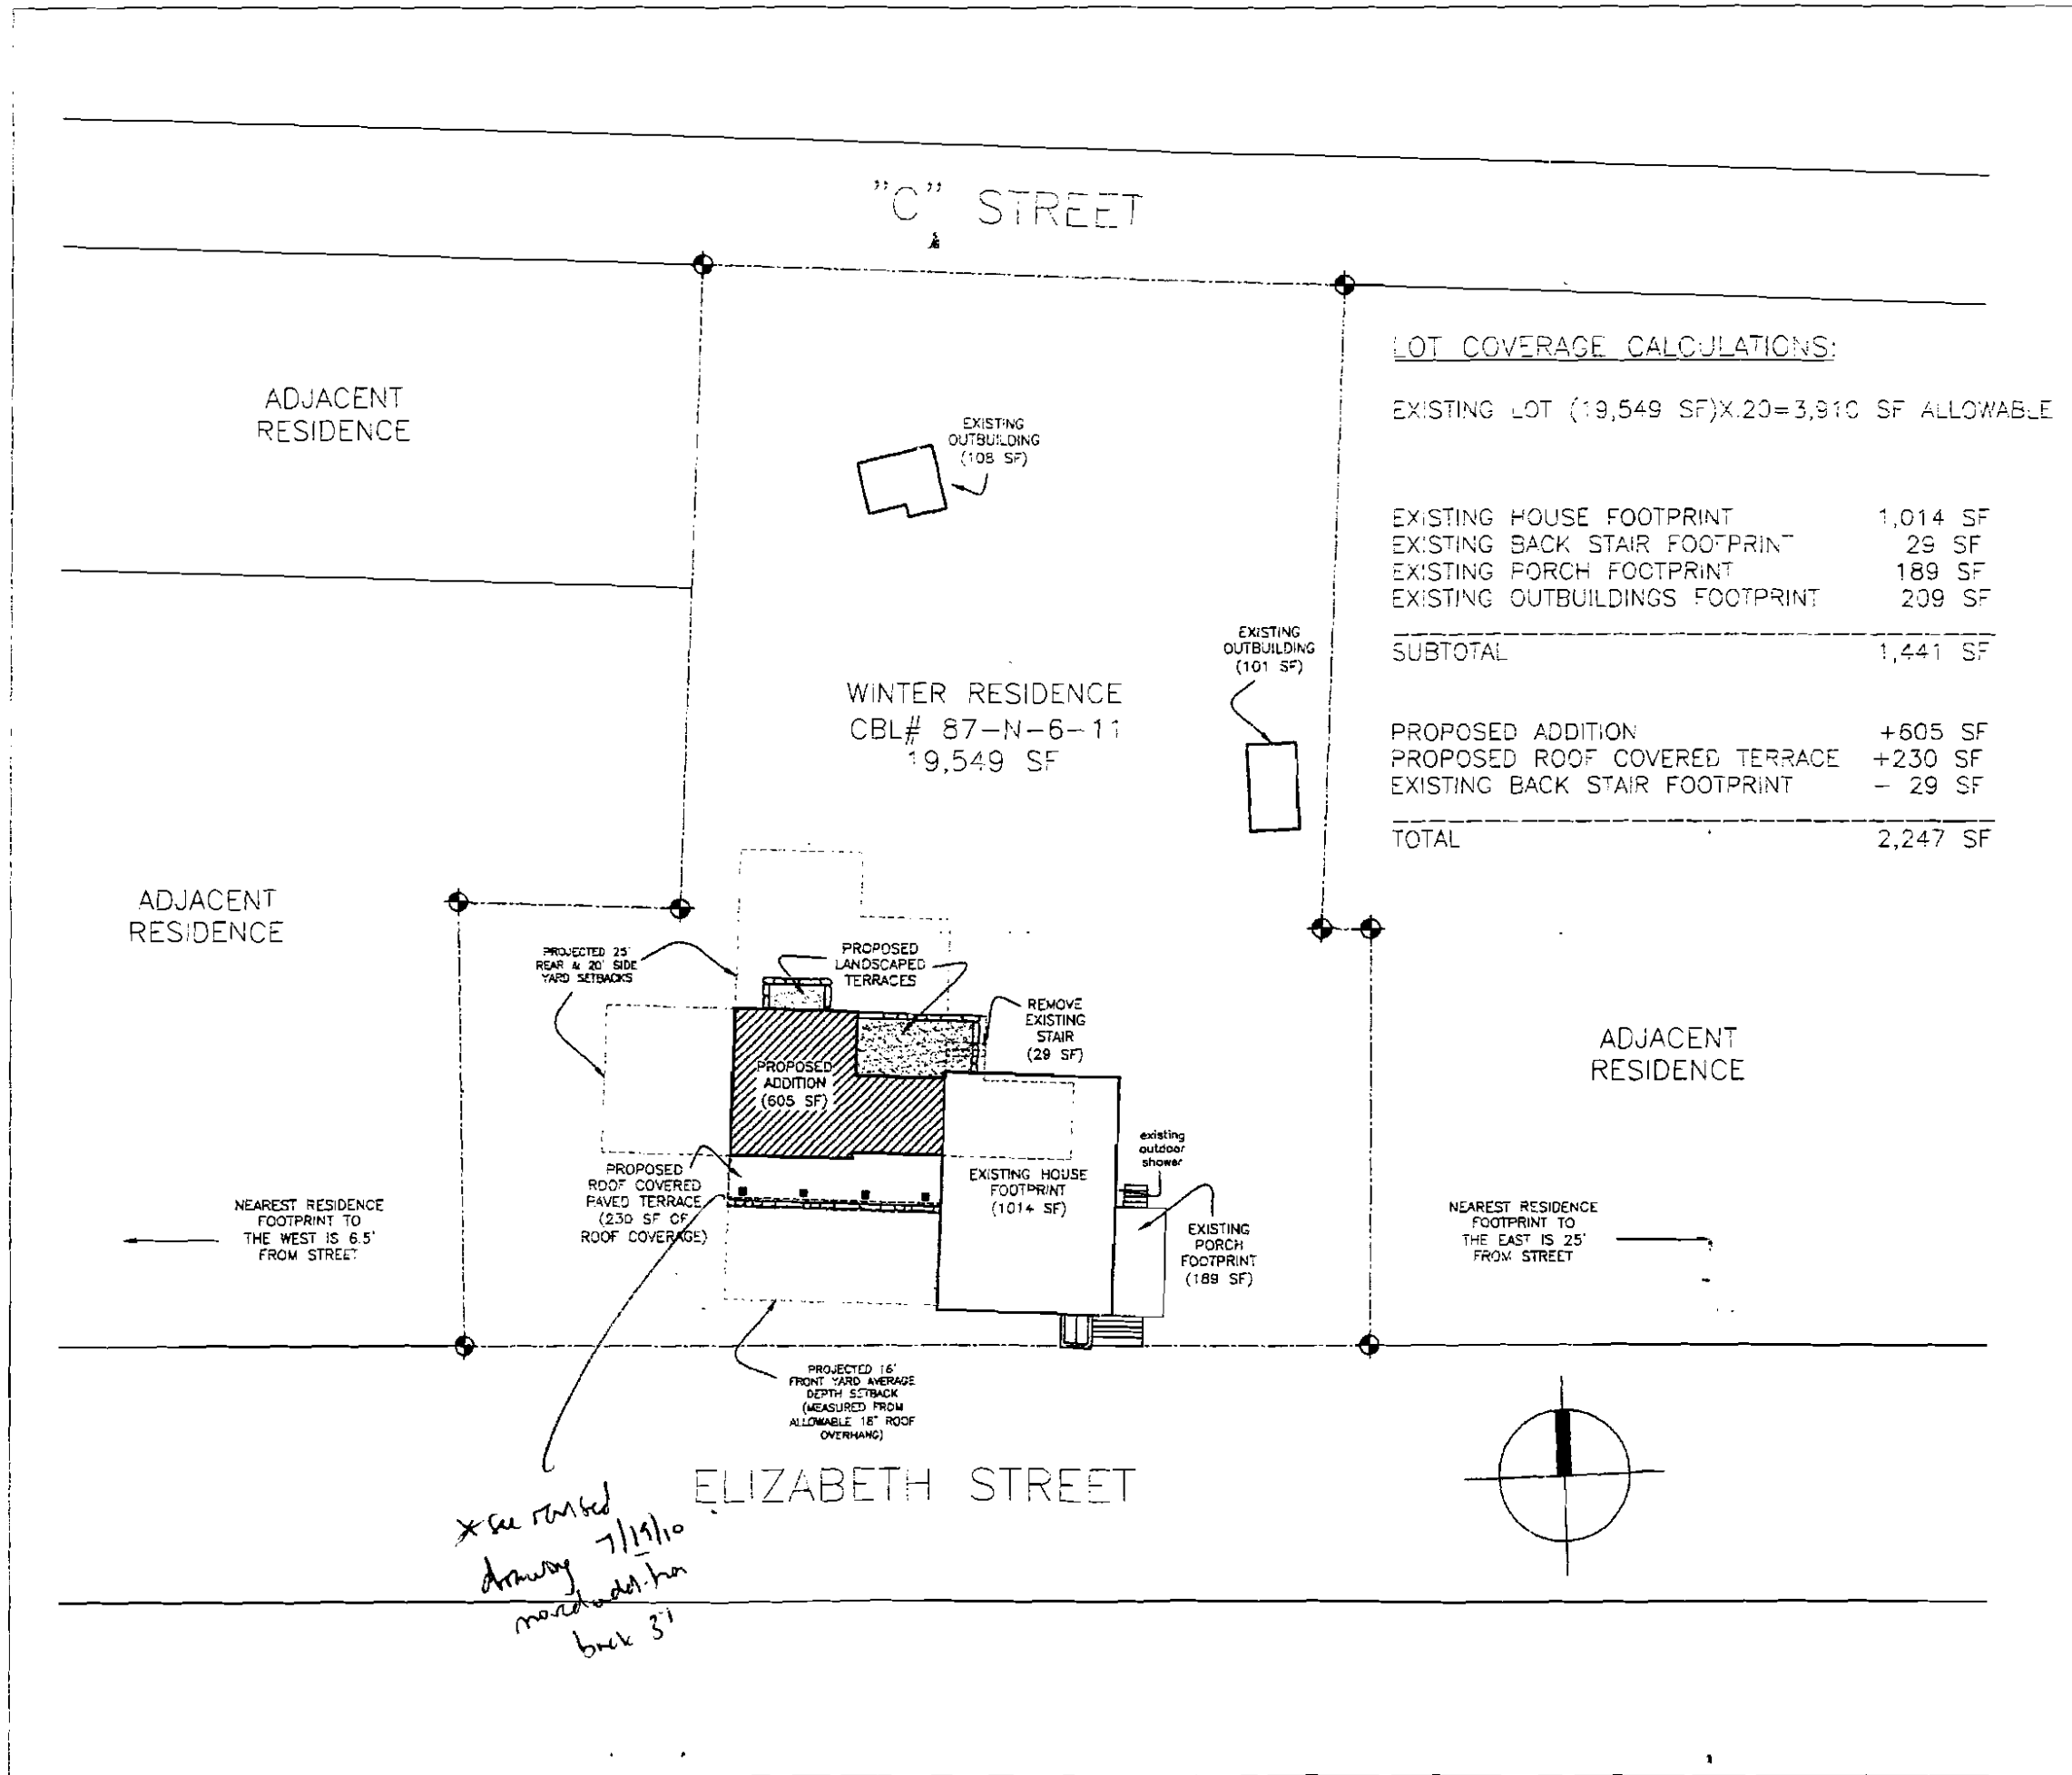 "C" STREET
ADJACENT
RESIDENCE
EXISTING
OUTBUILDING
(108 SF)
LOT COVERAGE CALCULATIONS:
EXISTING LOT (19,549 SF)X.20=3,910 SF ALLOWABLE
EXISTING HOUSE FOOTPRINT 1,014 SF
EXISTING BACK STAIR FOOTPRINT 29 SF
EXISTING PORCH FOOTPRINT 189 SF
EXISTING OUTBUILDINGS FOOTPRINT 209 SF
SUBTOTAL 1,441 SF
PROPOSED ADDITION +605 SF
PROPOSED ROOF COVERED TERRACE +230 SF
EXISTING BACK STAIR FOOTPRINT - 29 SF
TOTAL 2,247 SF
EXISTING
OUTBUILDING
(101 SF)
WINTER RESIDENCE
CBL# 87-N-6-11
19,549 SF
ADJACENT
RESIDENCE
PROJECTED 25'
REAR & 20' SIDE
YARD SETBACKS
PROPOSED
LANDSCAPED
TERRACES
REMOVE
EXISTING
STAIR
(29 SF)
ADJACENT
RESIDENCE
PROPOSED
ADDITION
(605 SF)
existing
outdoor
shower
PROPOSED
ROOF COVERED
PAVED TERRACE
(230 SF OF
ROOF COVERAGE)
EXISTING HOUSE
FOOTPRINT
(1014 SF)
EXISTING
PORCH
FOOTPRINT
(189 SF)
NEAREST RESIDENCE
FOOTPRINT TO
THE WEST IS 6.5'
FROM STREET
NEAREST RESIDENCE
FOOTPRINT TO
THE EAST IS 25'
FROM STREET
PROJECTED 16'
FRONT YARD AVERAGE
DEPTH SETBACK
(MEASURED FROM
ALLOWABLE 18" ROOF
OVERHANG)
ELIZABETH STREET
* see revised
7/19/10
drawing
moved addition
back 3'